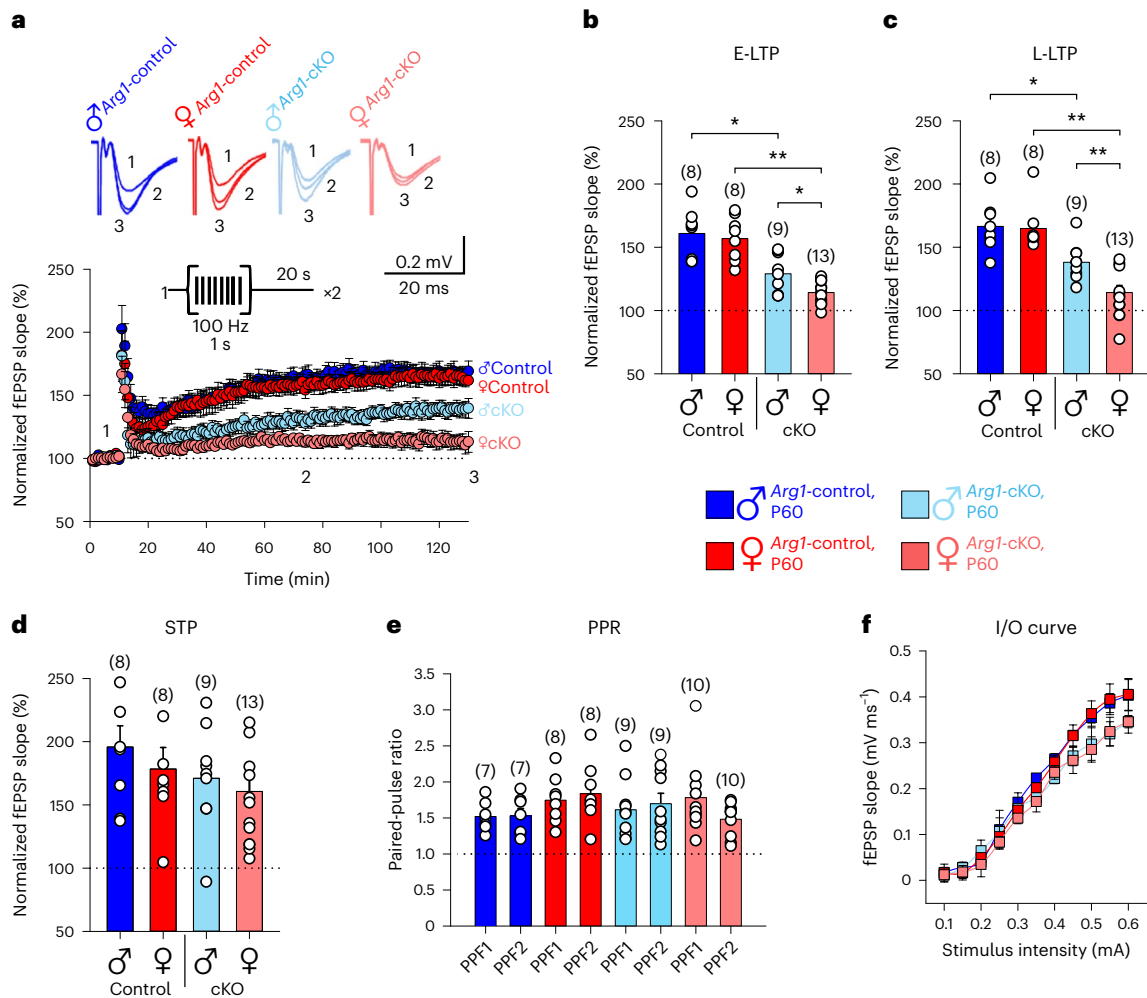 a
♂Arg1-control
♀Arg1-control
♂Arg1-cKO
♀Arg1-cKO
1
2
3
1
2
3
1
2
3
1
2
3
0.2 mV
20 ms
1
20 s
×2
100 Hz
1 s
Normalized fEPSP slope (%)
250
200
150
100
50
1
2
3
♂Control
♀Control
♂cKO
♀cKO
0 20 40 60 80 100 120
Time (min)
b
E-LTP
Normalized fEPSP slope (%)
250
200
150
100
50
*
**
*
(8)
(8)
(9)
(13)
♂ ♀ ♂ ♀
Control cKO
c
L-LTP
Normalized fEPSP slope (%)
250
200
150
100
50
*
**
**
(8)
(8)
(9)
(13)
♂ ♀ ♂ ♀
Control cKO
♂ Arg1-control,
P60
♂ Arg1-cKO,
P60
♀ Arg1-control,
P60
♀ Arg1-cKO,
P60
d
STP
Normalized fEPSP slope (%)
250
200
150
100
50
(8)
(8)
(9)
(13)
♂ ♀ ♂ ♀
Control cKO
e
PPR
Paired-pulse ratio
3.5
3.0
2.5
2.0
1.5
1.0
0.5
0
(7)
(7)
(8)
(8)
(9)
(9)
(10)
(10)
PPF1 PPF2 PPF1 PPF2 PPF1 PPF2 PPF1 PPF2
f
I/O curve
fEPSP slope (mV ms⁻¹)
0.5
0.4
0.3
0.2
0.1
0
0.1 0.2 0.3 0.4 0.5 0.6
Stimulus intensity (mA)